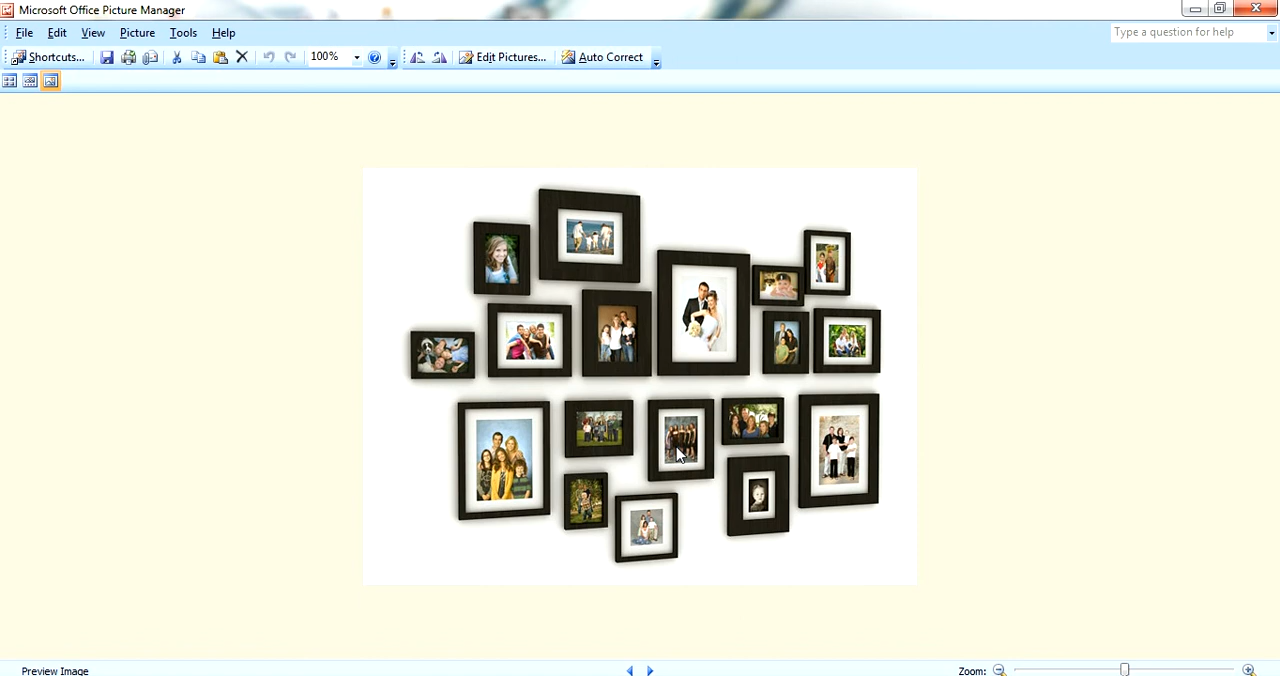 Microsoft Office Picture Manager
File Edit View Picture Tools Help
Type a question for help
Shortcuts... 100% Edit Pictures... Auto Correct
Preview Image
Zoom: